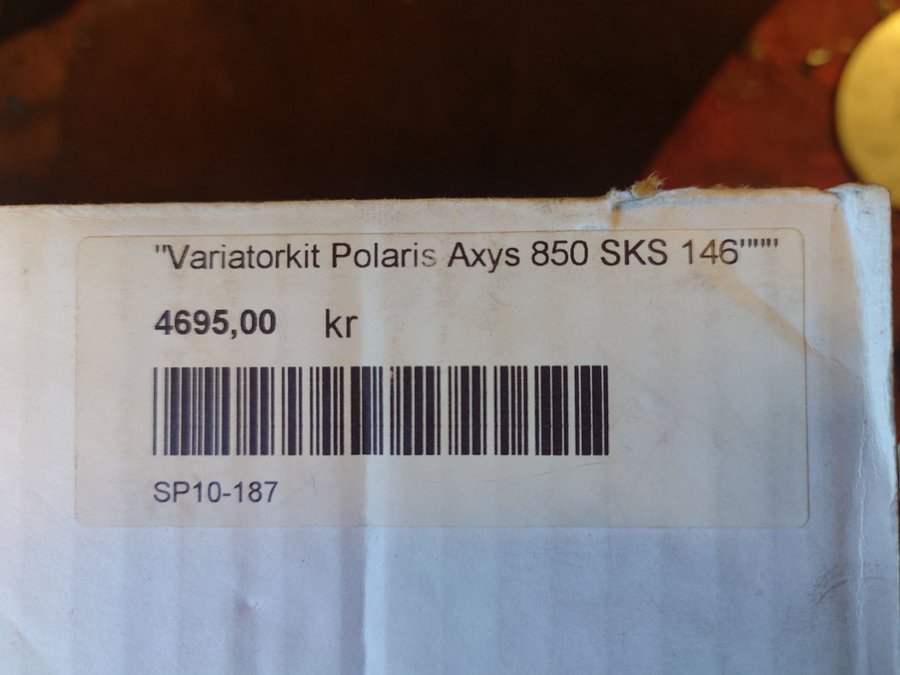 "Variatorkit Polaris Axys 850 SKS 146""""
4695,00 kr
SP10-187